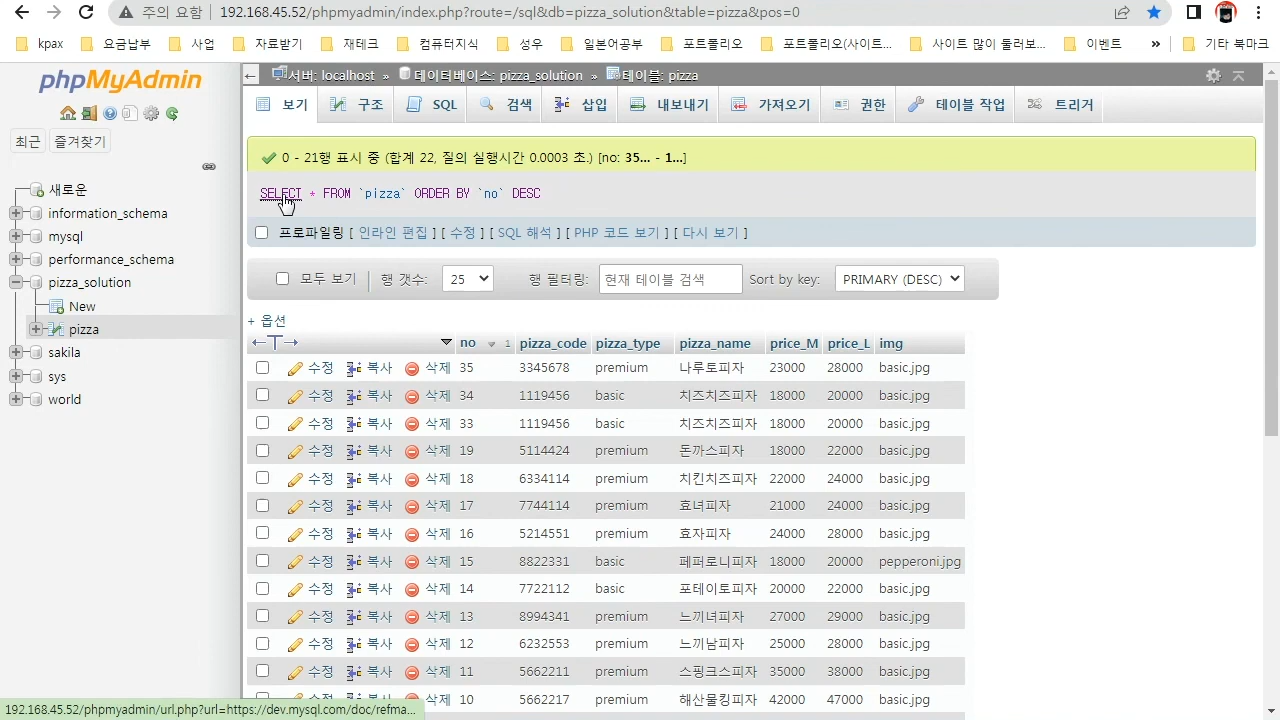 주의 요함 192.168.45.52/phpmyadmin/index.php?route=/sql&db=pizza_solution&table=pizza&pos=0
kpax 요금납부 사업 자료받기 재테크 컴퓨터지식 성우 일본어공부 포트폴리오 포트폴리오(사이트... 사이트 많이 둘러보... 이벤트 » 기타 북마크
phpMyAdmin
최근 즐겨찾기
새로운
information_schema
mysql
performance_schema
pizza_solution
New
pizza
sakila
sys
world
서버: localhost » 데이터베이스: pizza_solution » 테이블: pizza
보기 구조 SQL 검색 삽입 내보내기 가져오기 권한 테이블 작업 트리거
0 - 21행 표시 중 (합계 22, 질의 실행시간 0.0003 초.) [no: 35... - 1...]
SELECT * FROM `pizza` ORDER BY `no` DESC
프로파일링 [ 인라인 편집 ] [ 수정 ] [ SQL 해석 ] [ PHP 코드 보기 ] [ 다시 보기 ]
모두 보기 행 갯수: 25 행 필터링: 현재 테이블 검색 Sort by key: PRIMARY (DESC)
+ 옵션
←T→ no 1 pizza_code pizza_type pizza_name price_M price_L img
수정 복사 삭제 35 3345678 premium 나루토피자 23000 28000 basic.jpg
수정 복사 삭제 34 1119456 basic 치즈치즈피자 18000 20000 basic.jpg
수정 복사 삭제 33 1119456 basic 치즈치즈피자 18000 20000 basic.jpg
수정 복사 삭제 19 5114424 premium 돈까스피자 18000 22000 basic.jpg
수정 복사 삭제 18 6334114 premium 치킨치즈피자 22000 24000 basic.jpg
수정 복사 삭제 17 7744114 premium 효녀피자 21000 24000 basic.jpg
수정 복사 삭제 16 5214551 premium 효자피자 24000 28000 basic.jpg
수정 복사 삭제 15 8822331 basic 페퍼로니피자 18000 20000 pepperoni.jpg
수정 복사 삭제 14 7722112 basic 포테이토피자 20000 22000 basic.jpg
수정 복사 삭제 13 8994341 premium 느끼녀피자 27000 29000 basic.jpg
수정 복사 삭제 12 6232553 premium 느끼남피자 25000 28000 basic.jpg
수정 복사 삭제 11 5662211 premium 스핑크스피자 35000 38000 basic.jpg
수정 복사 삭제 10 5662217 premium 해산물킹피자 42000 47000 basic.jpg
192.168.45.52/phpmyadmin/url.php?url=https://dev.mysql.com/doc/refma...